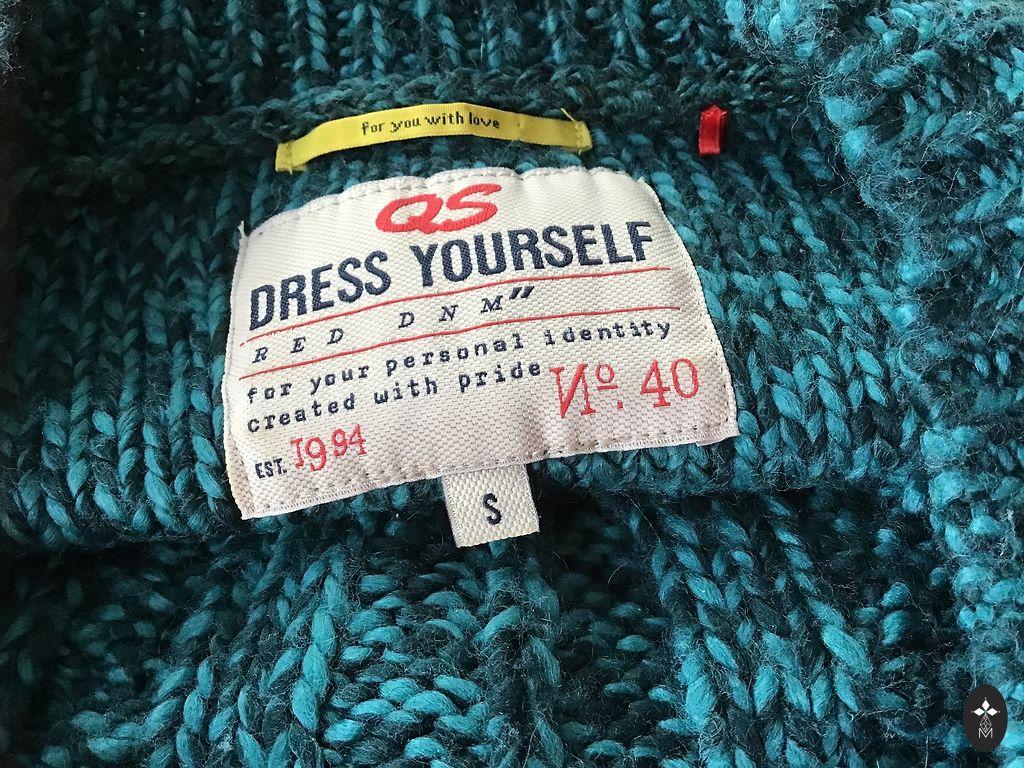 for you with love
QS
DRESS YOURSELF
RED DNM"
for your personal identity
created with pride
Nº. 40
EST. 1994
S
M